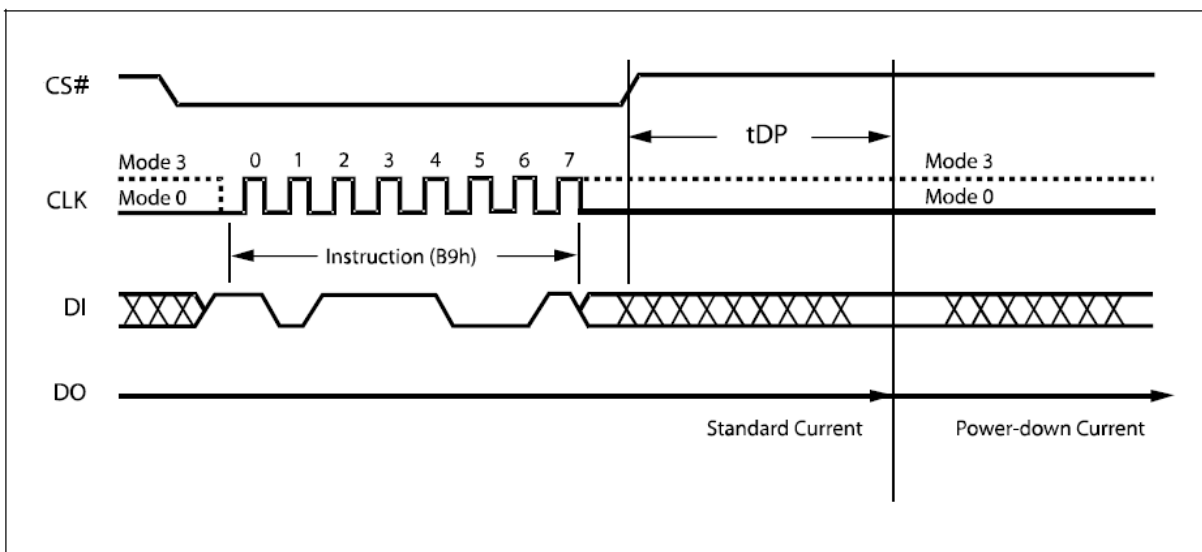 CS#
tDP
Mode 3
0 1 2 3 4 5 6 7
Mode 3
CLK
Mode 0
Mode 0
Instruction (B9h)
DI
DO
Standard Current
Power-down Current